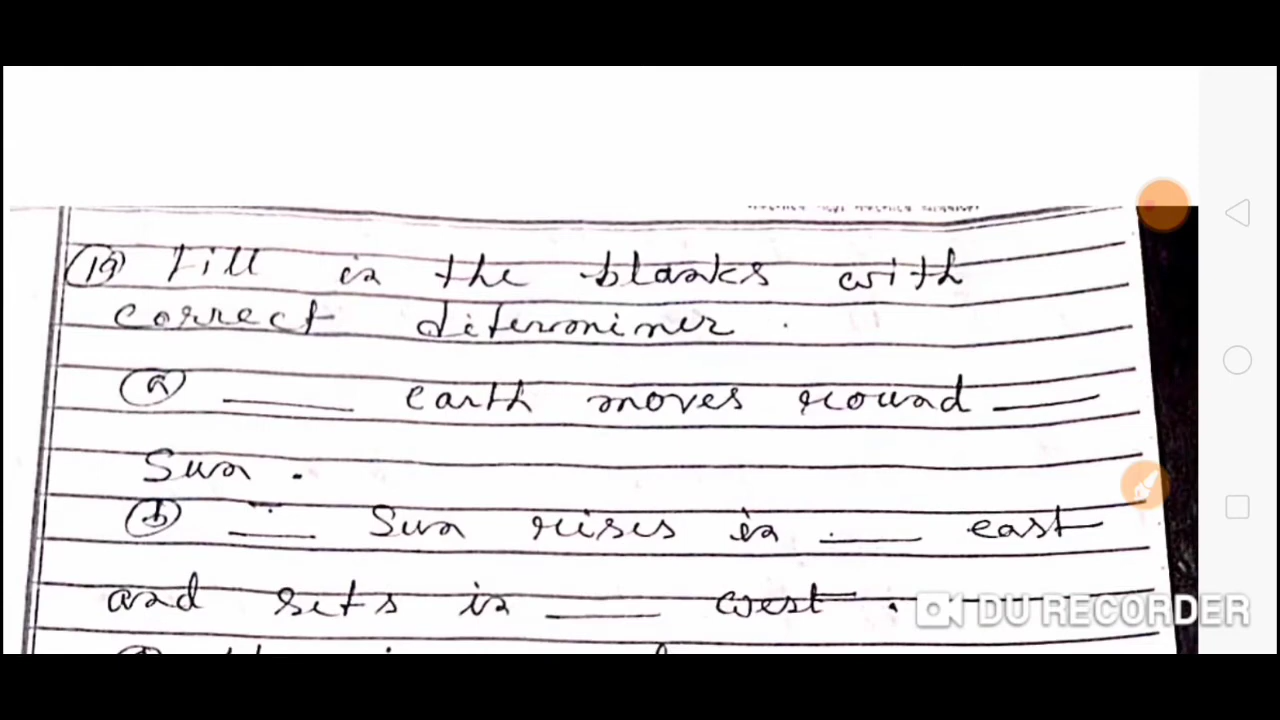 (19) Fill in the blanks with
correct diterminer.
(a) ____ earth moves round ____
Sun.
(b) ____ Sun rises in ____ east
and sets in ____ west.
DU RECORDER